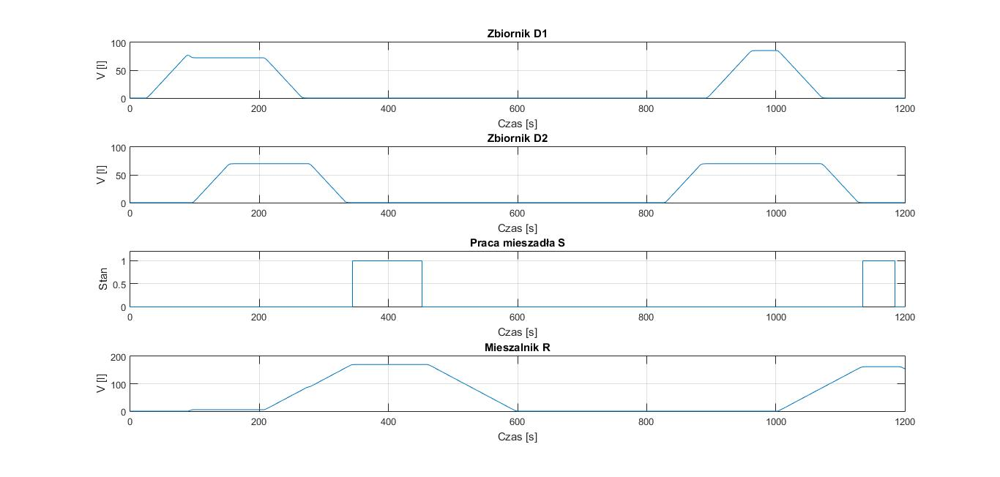 Zbiornik D1
100
50
0
V [l]
0 200 400 600 800 1000 1200
Czas [s]
Zbiornik D2
100
50
0
V [l]
0 200 400 600 800 1000 1200
Czas [s]
Praca mieszadła S
1
0.5
0
Stan
0 200 400 600 800 1000 1200
Czas [s]
Mieszalnik R
200
100
0
V [l]
0 200 400 600 800 1000 1200
Czas [s]